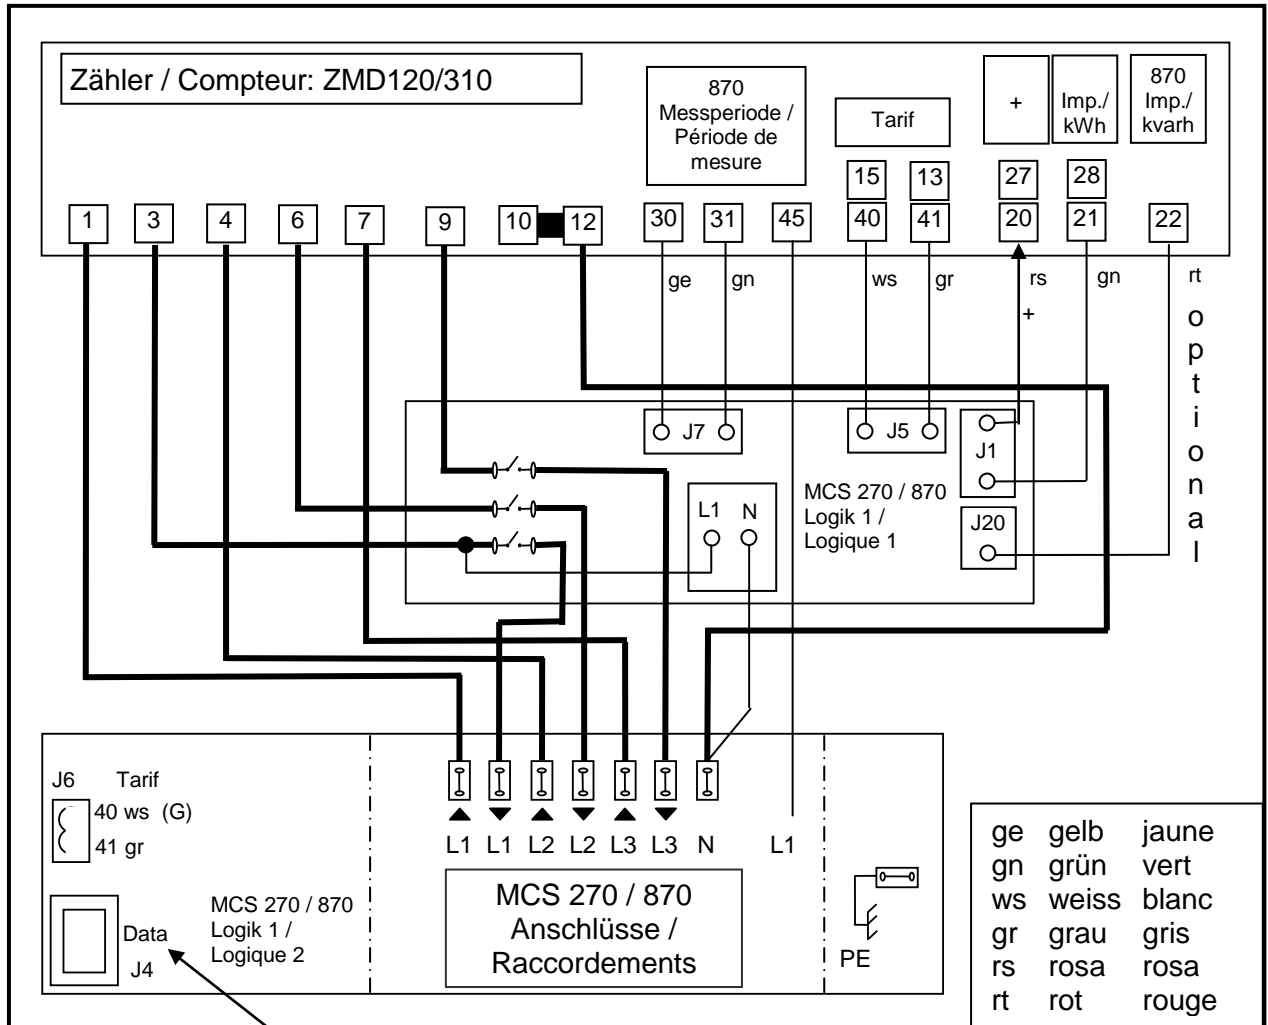 Zähler / Compteur: ZMD120/310
870
Messperiode /
Période de
mesure
Tarif
+
Imp./
kWh
870
Imp./
kvarh
15 13 27 28
1 3 4 6 7 9 10 12 30 31 45 40 41 20 21 22
ge gn ws gr rs gn rt
+
optional
J7 J5 J1
L1 N
MCS 270 / 870
Logik 1 /
Logique 1
J20
J6 Tarif
40 ws (G)
41 gr
Data
J4
MCS 270 / 870
Logik 1 /
Logique 2
L1 L1 L2 L2 L3 L3 N L1
MCS 270 / 870
Anschlüsse /
Raccordements
PE
ge gelb jaune
gn grün vert
ws weiss blanc
gr grau gris
rs rosa rosa
rt rot rouge